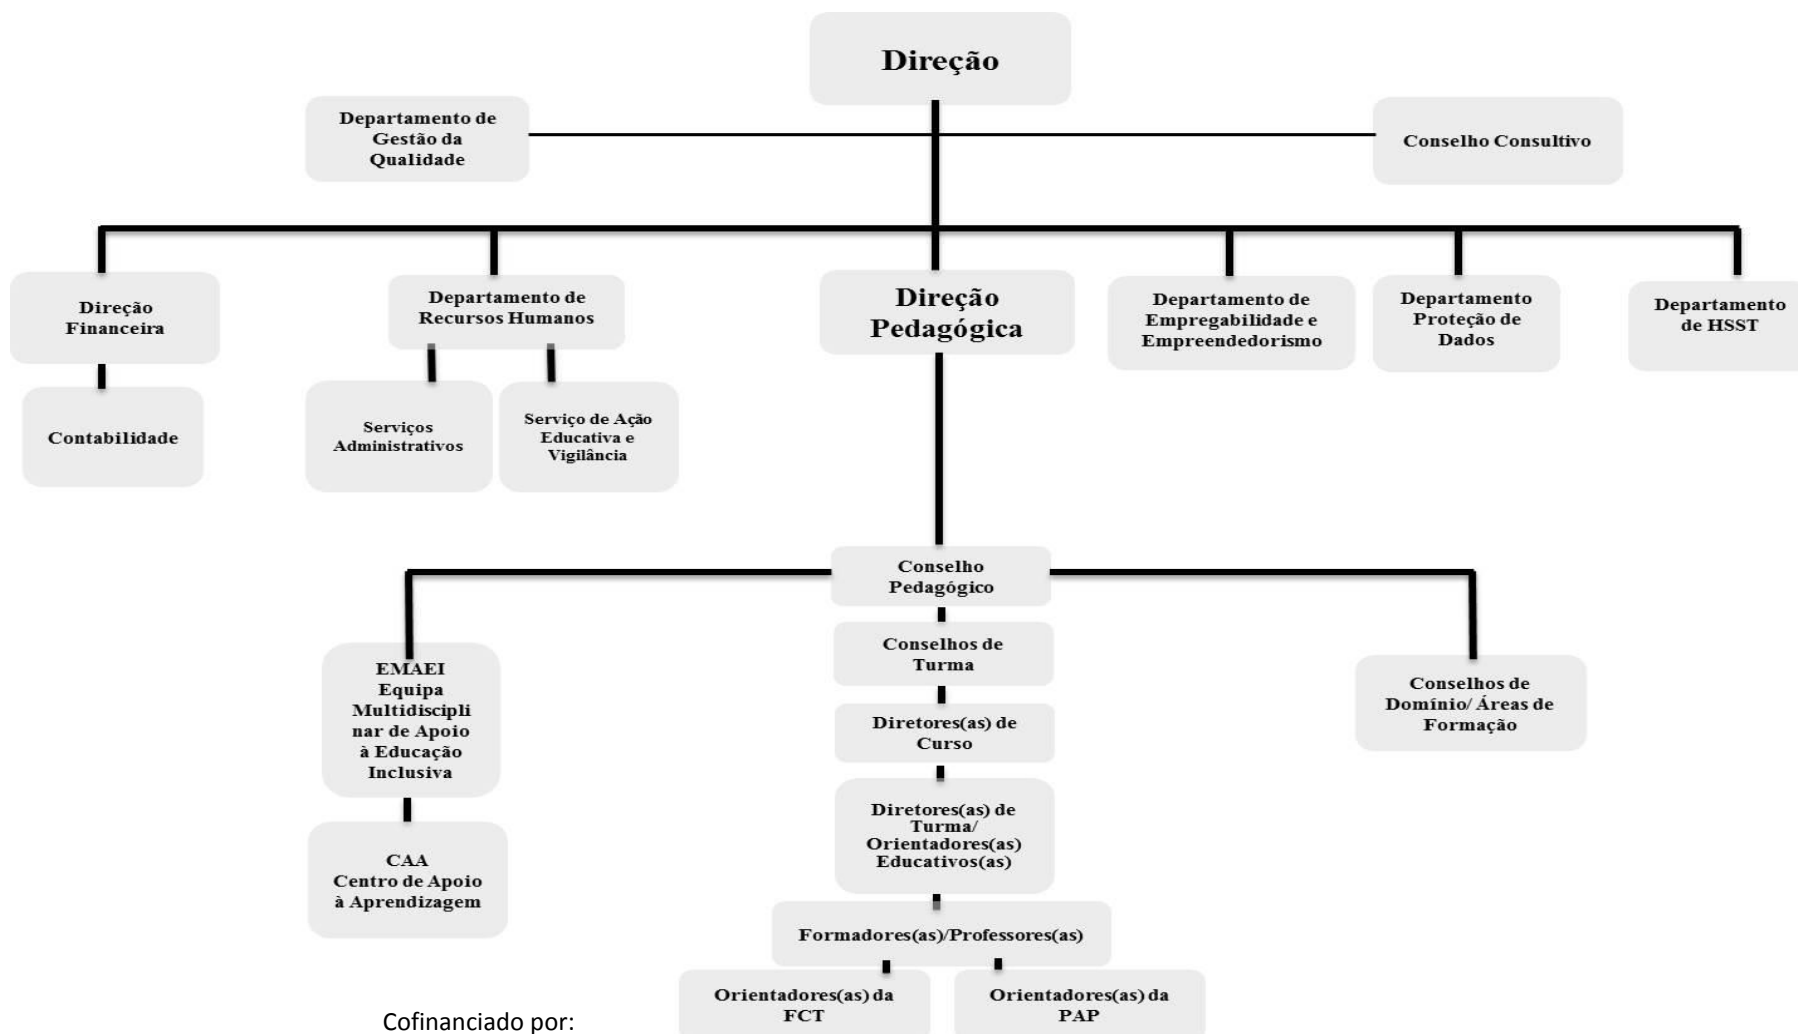 Direção
Departamento de
Gestão da
Qualidade
Conselho Consultivo
Direção
Financeira
Departamento de
Recursos Humanos
Direção
Pedagógica
Departamento de
Empregabilidade e
Empreendedorismo
Departamento
Proteção de
Dados
Departamento
de HSST
Contabilidade
Serviços
Administrativos
Serviço de Ação
Educativa e
Vigilância
Conselho
Pedagógico
Conselhos de
Turma
EMAEI
Equipa
Multidiscipli
nar de Apoio
à Educação
Inclusiva
Conselhos de
Domínio/ Áreas de
Formação
Diretores(as) de
Curso
Diretores(as) de
Turma/
Orientadores(as)
Educativos(as)
CAA
Centro de Apoio
à Aprendizagem
Formadores(as)/Professores(as)
Orientadores(as) da
FCT
Orientadores(as) da
PAP
Cofinanciado por: